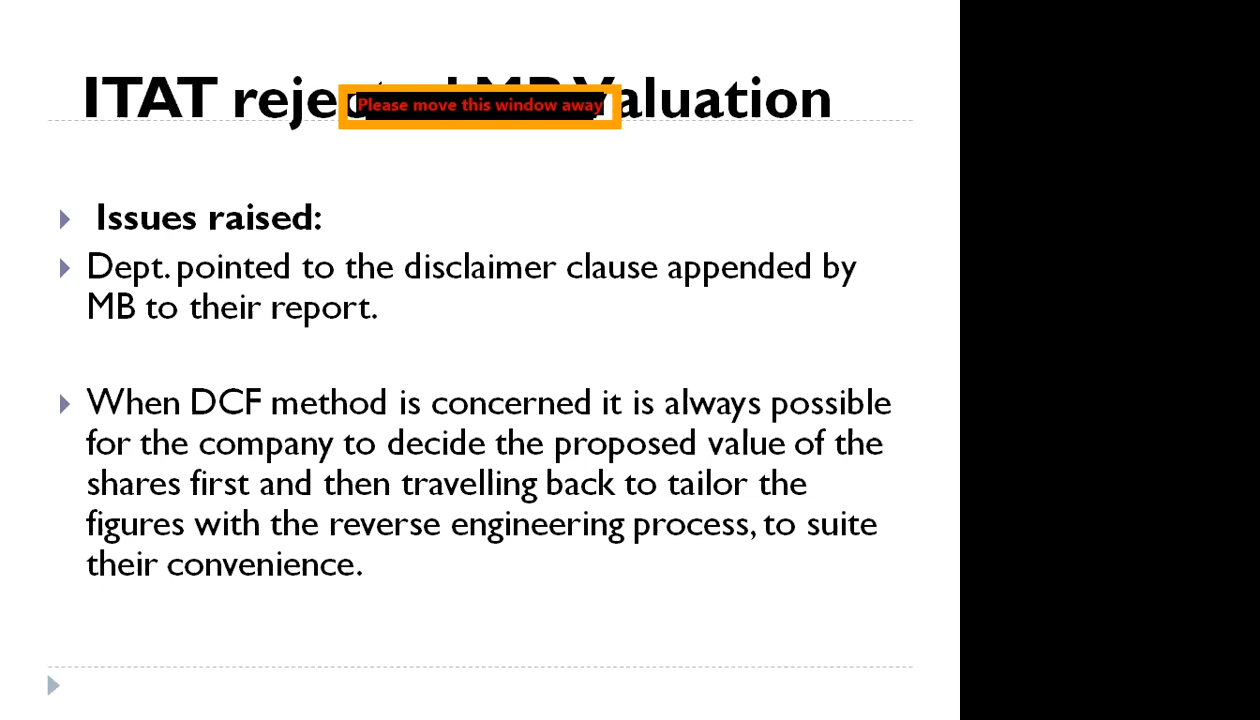 ITAT rejected MB Valuation
Please move this window away
Issues raised:
Dept. pointed to the disclaimer clause appended by
MB to their report.
When DCF method is concerned it is always possible
for the company to decide the proposed value of the
shares first and then travelling back to tailor the
figures with the reverse engineering process, to suite
their convenience.